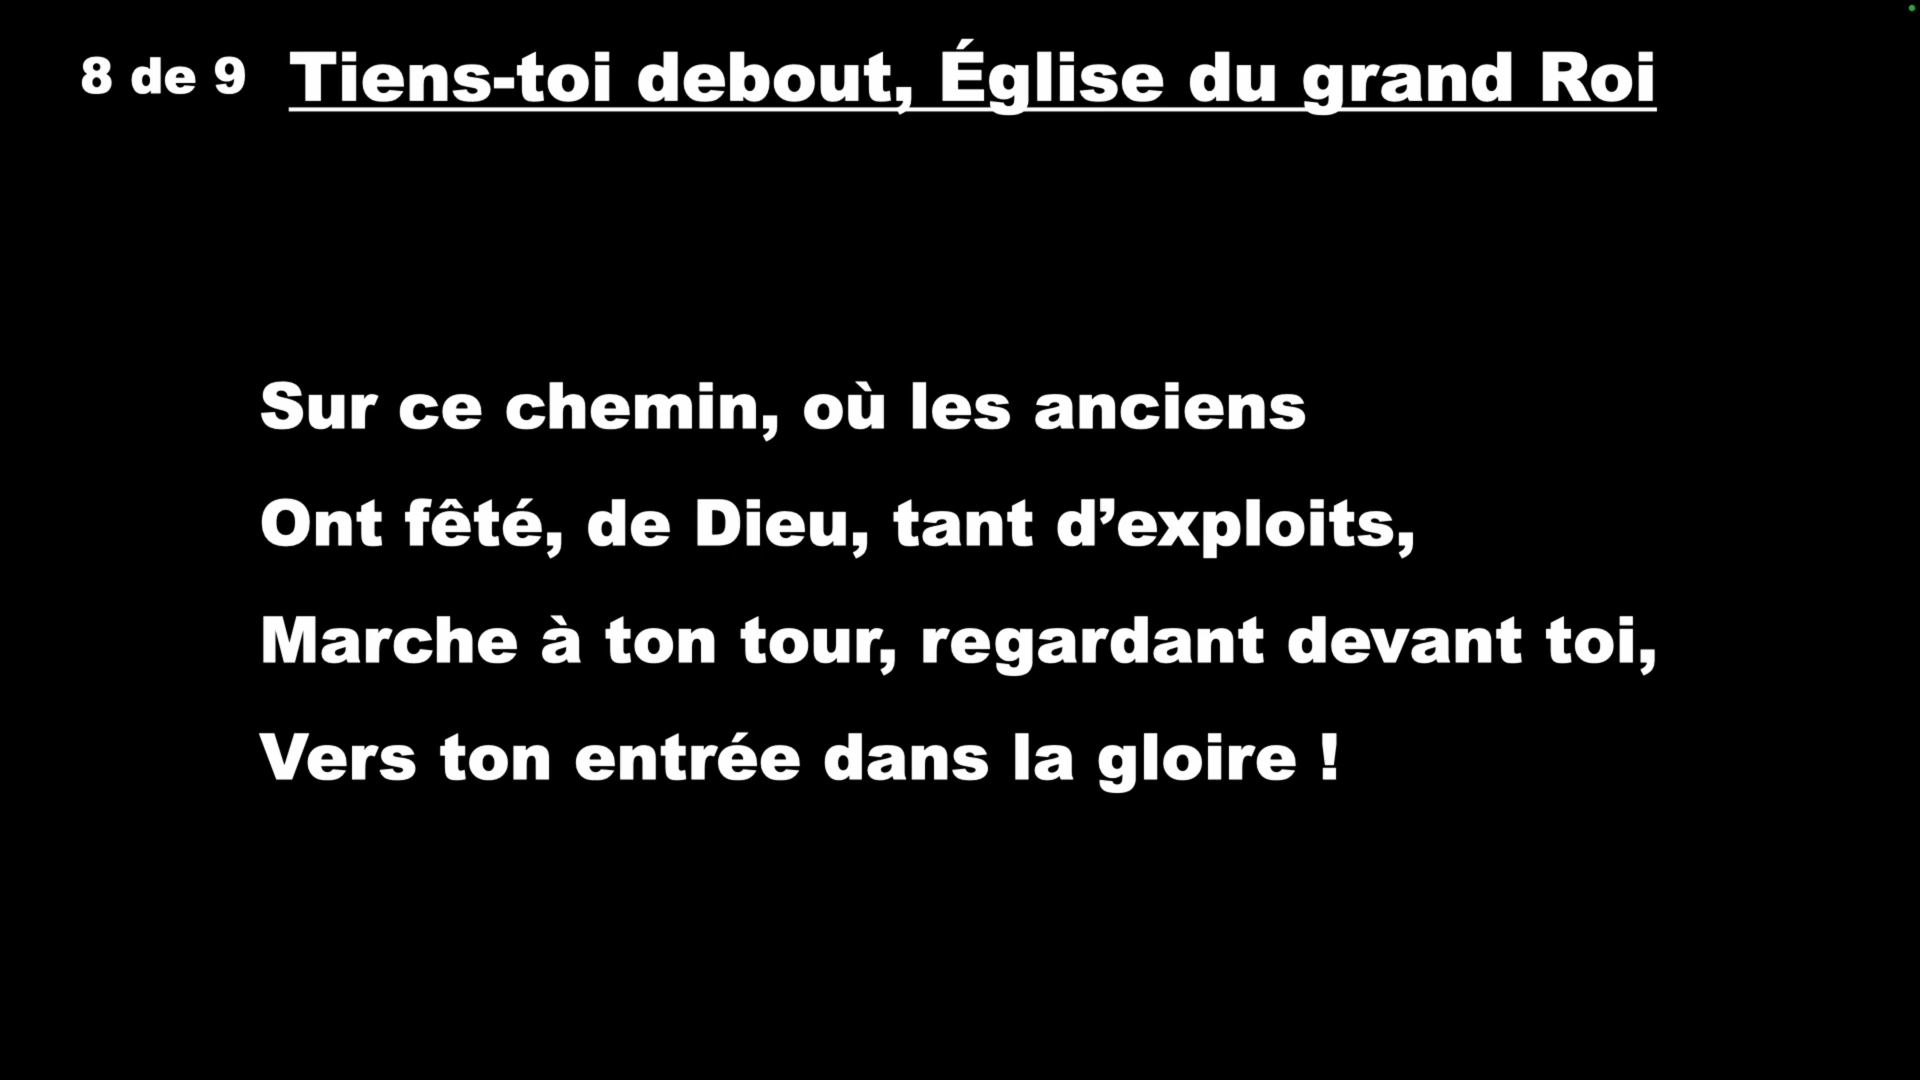 8 de 9 Tiens-toi debout, Église du grand Roi
Sur ce chemin, où les anciens
Ont fêté, de Dieu, tant d’exploits,
Marche à ton tour, regardant devant toi,
Vers ton entrée dans la gloire !